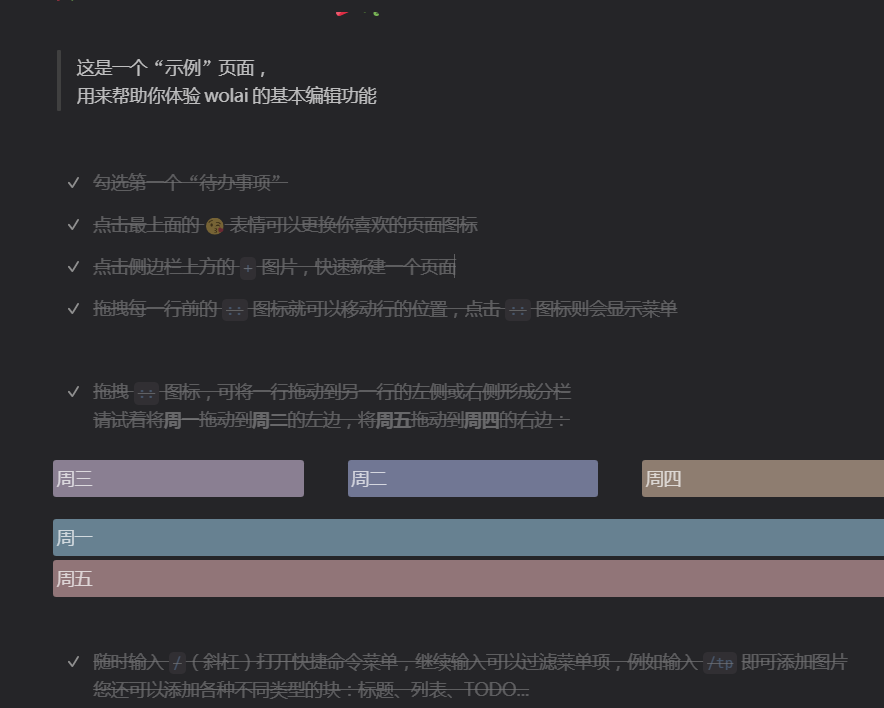 这是一个“示例”页面，
用来帮助你体验 wolai 的基本编辑功能
勾选第一个“待办事项”
点击最上面的 😘 表情可以更换你喜欢的页面图标
点击侧边栏上方的 + 图片，快速新建一个页面
拖拽每一行前的 :: 图标就可以移动行的位置，点击 :: 图标则会显示菜单
拖拽 :: 图标，可将一行拖动到另一行的左侧或右侧形成分栏
请试着将周一拖动到周二的左边，将周五拖动到周四的右边：
周三 周二 周四
周一
周五
随时输入 /（斜杠）打开快捷命令菜单，继续输入可以过滤菜单项，例如输入 /tp 即可添加图片
您还可以添加各种不同类型的块：标题、列表、TODO...